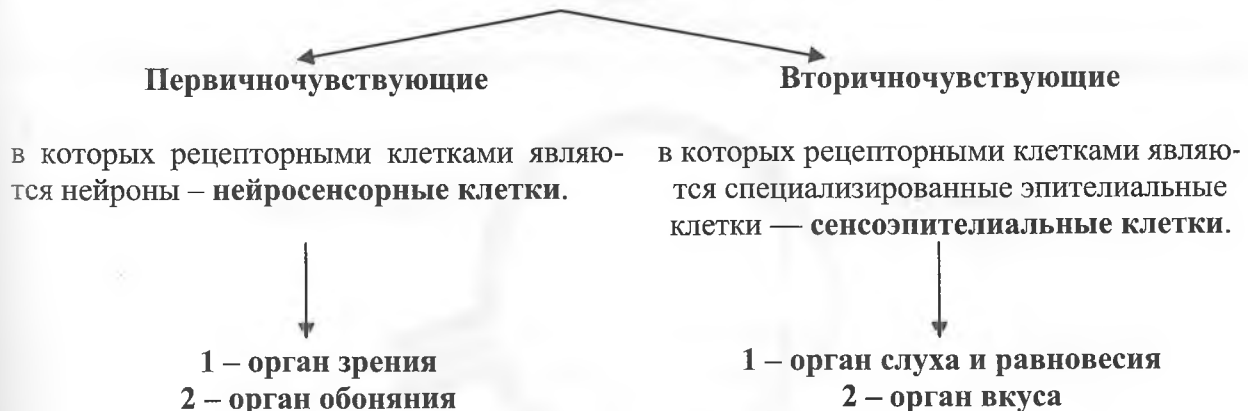 Первичночувствующие
в которых рецепторными клетками являю-
тся нейроны – нейросенсорные клетки.
1 – орган зрения
2 – орган обоняния
Вторичночувствующие
в которых рецепторными клетками являю-
тся специализированные эпителиальные
клетки — сенсоэпителиальные клетки.
1 – орган слуха и равновесия
2 – орган вкуса